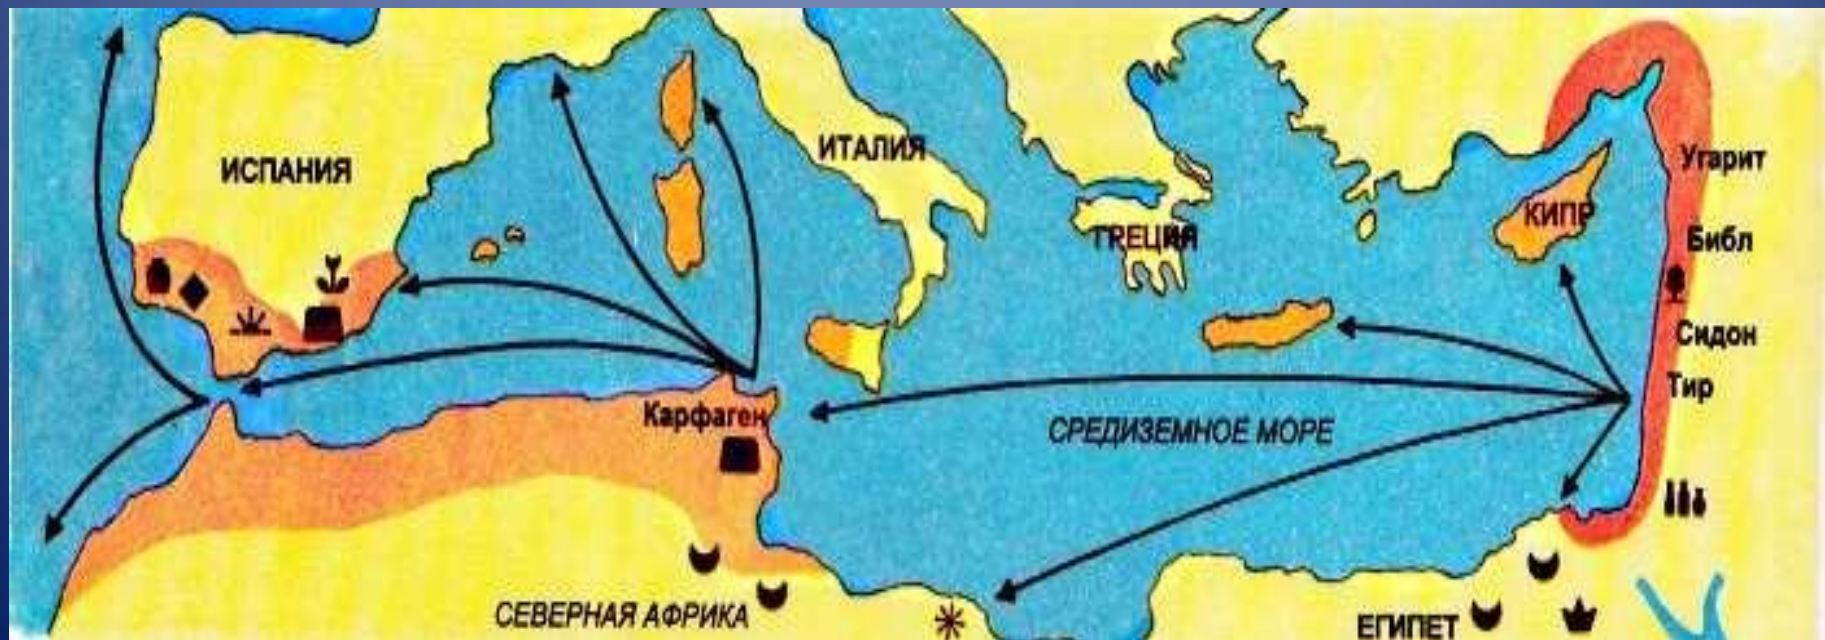 ИСПАНИЯ
ИТАЛИЯ
ГРЕЦИЯ
КИПР
Угарит
Библ
Сидон
Тир
Карфаген
СРЕДИЗЕМНОЕ МОРЕ
СЕВЕРНАЯ АФРИКА
ЕГИПЕТ